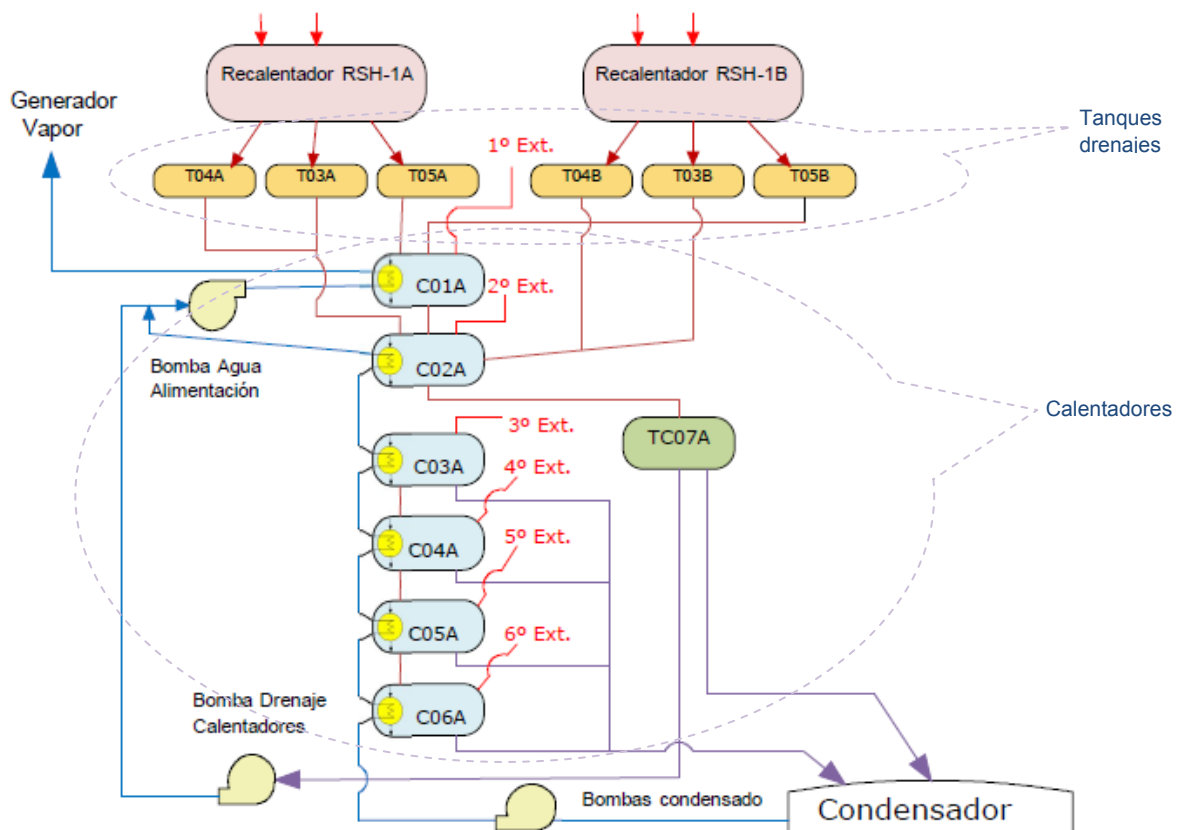 Recalentador RSH-1A
Recalentador RSH-1B
Generador
Vapor
Tanques
drenaies
1º Ext.
T04A
T03A
T05A
T04B
T03B
T05B
C01A
2º Ext.
C02A
Bomba Agua
Alimentación
Calentadores
3º Ext.
TC07A
C03A
4º Ext.
5º Ext.
C04A
C05A
6º Ext.
Bomba Drenaje
Calentadores
C06A
Bombas condensado
Condensador